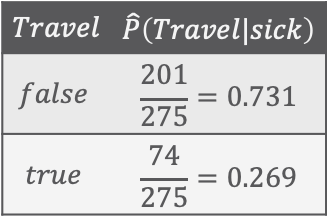 Travel P̂(Travel|sick)
false 201/275 = 0.731
true 74/275 = 0.269